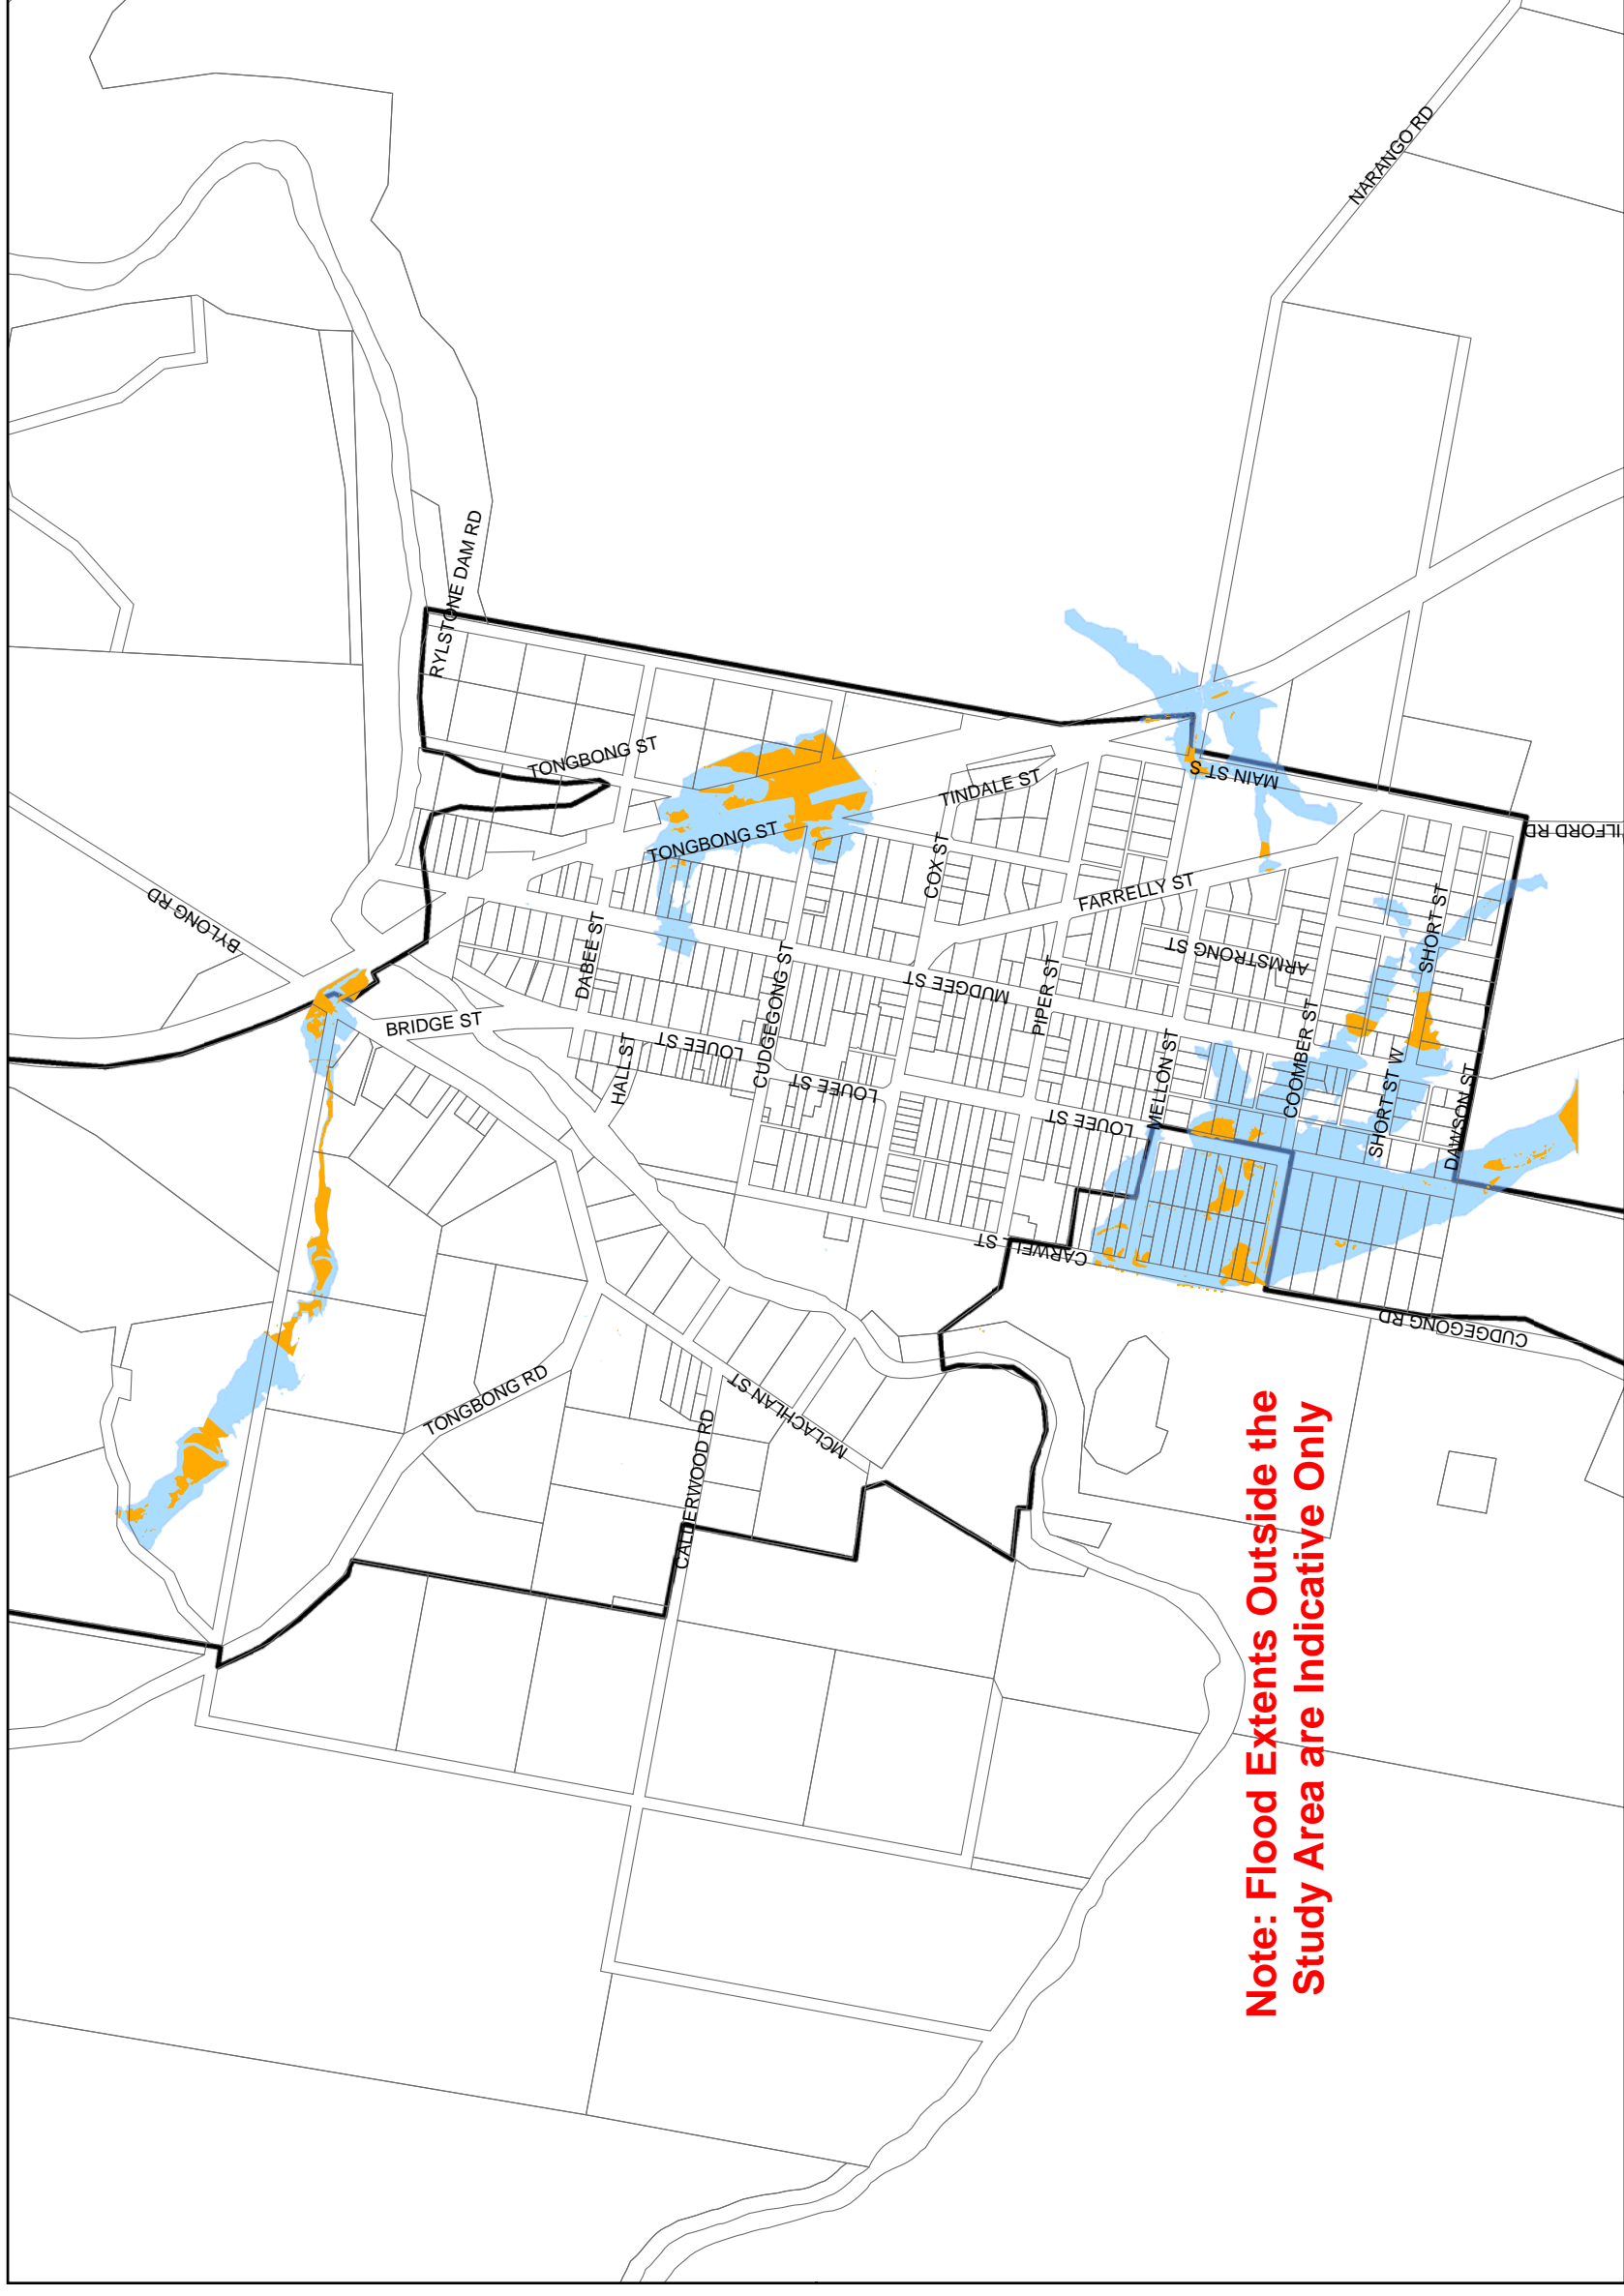 NARANGO RD
RYLSTONE DAM RD
TONGBONG ST
TINDALE ST
MAIN ST S
ILFORD RD
TONGBONG ST
COX ST
FARRELLY ST
BYLONG RD
DABEE ST
CUDGEGONG ST
MUDGEE ST
PIPER ST
ARMSTRONG ST
SHORT ST
BRIDGE ST
HALL ST
LOUEE ST
LOUEE ST
LOUEE ST
MELLON ST
COOMBER ST
SHORT ST W
DAWSON ST
CARWELL ST
CUDGEGONG RD
TONGBONG RD
MCLACHLAN ST
CALDERWOOD RD
Note: Flood Extents Outside the
Study Area are Indicative Only